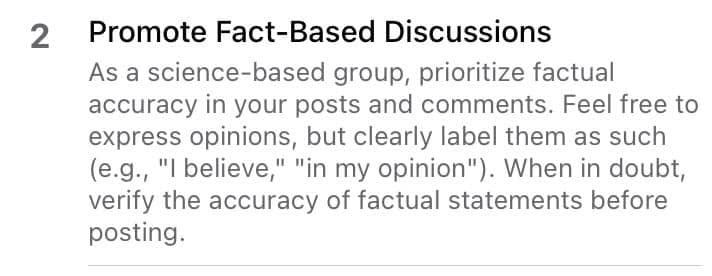 2 Promote Fact-Based Discussions
As a science-based group, prioritize factual
accuracy in your posts and comments. Feel free to
express opinions, but clearly label them as such
(e.g., "I believe," "in my opinion"). When in doubt,
verify the accuracy of factual statements before
posting.